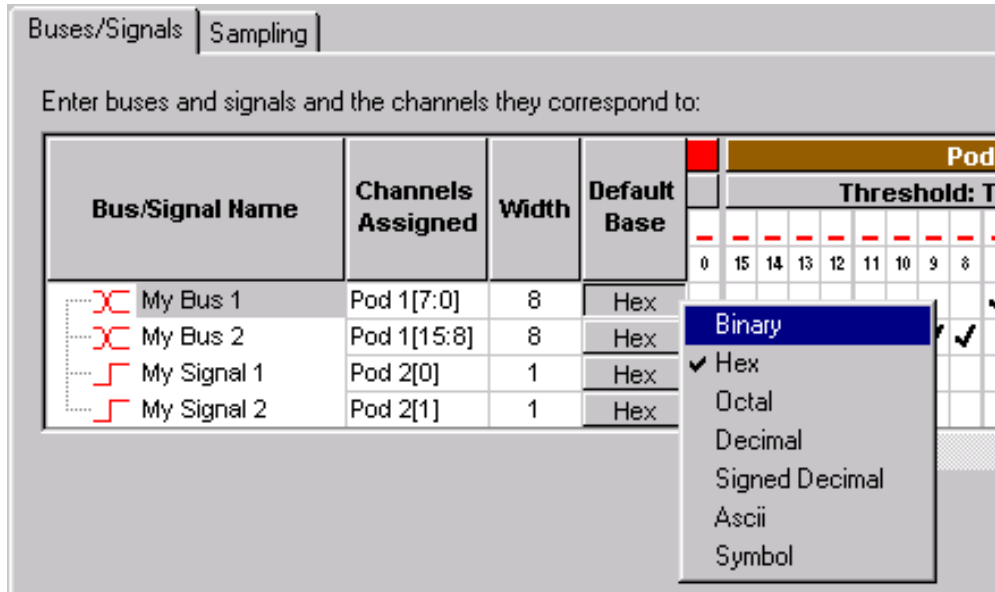 Buses/Signals Sampling
Enter buses and signals and the channels they correspond to:
Bus/Signal Name Channels Assigned Width Default Base Pod
Threshold: T
0 15 14 13 12 11 10 9 8
My Bus 1 Pod 1[7:0] 8 Hex
My Bus 2 Pod 1[15:8] 8 Hex
My Signal 1 Pod 2[0] 1 Hex
My Signal 2 Pod 2[1] 1 Hex
Binary
Hex
Octal
Decimal
Signed Decimal
Ascii
Symbol